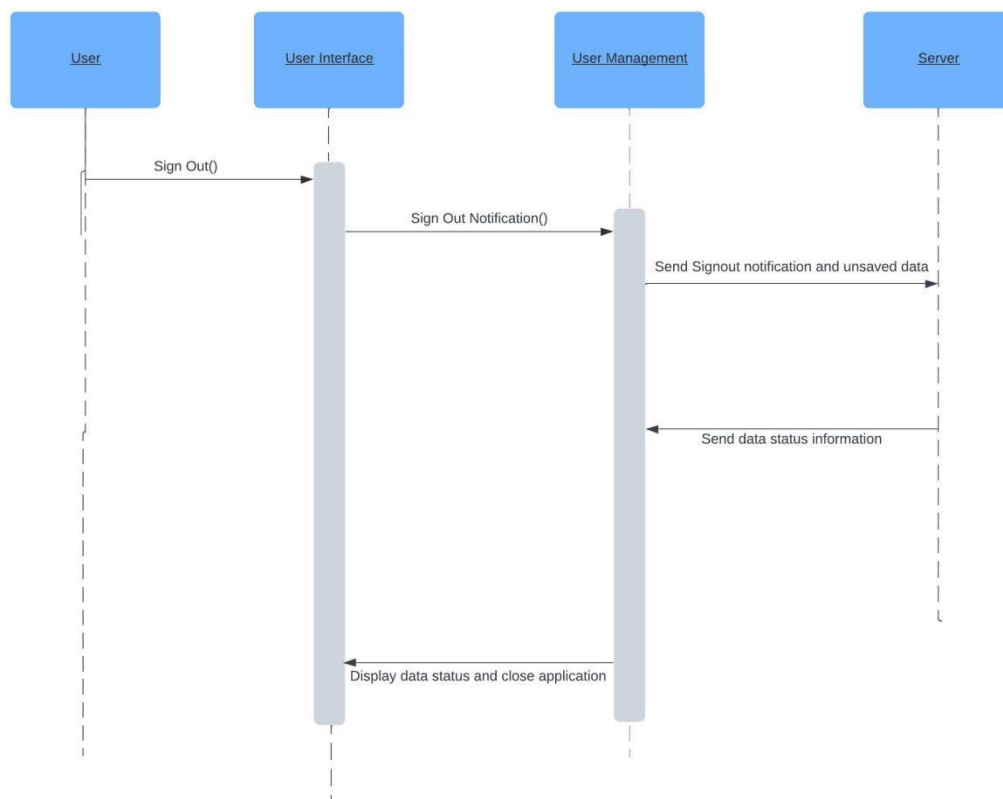 User
User Interface
User Management
Server
Sign Out()
Sign Out Notification()
Send Signout notification and unsaved data
Send data status information
Display data status and close application